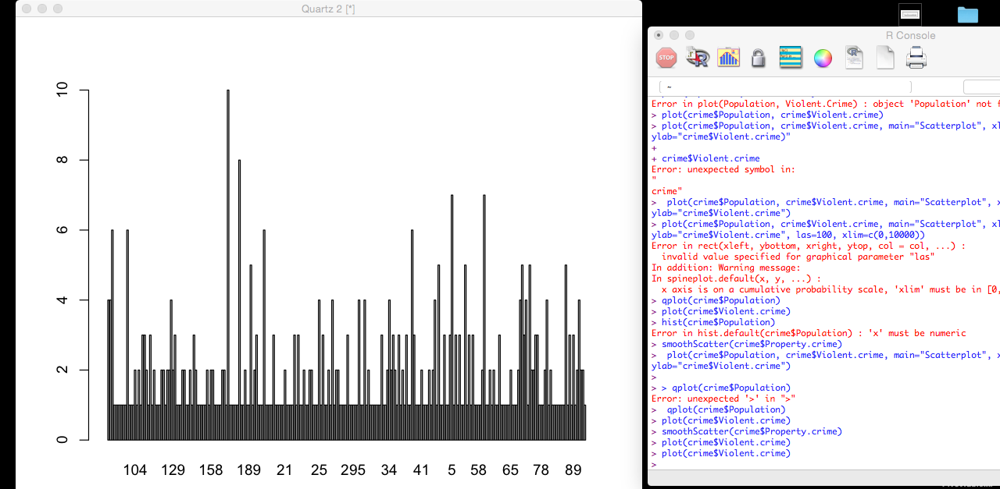 Quartz 2 [*]
10
8
6
4
2
0
104 129 158 189 21 25 295 34 41 5 58 65 78 89
R Console
STOP
~
Error in plot(Population, Violent.Crime) : object 'Population' not f
> plot(crime$Population, crime$Violent.crime)
> plot(crime$Population, crime$Violent.crime, main="Scatterplot", xl
ylab="crime$Violent.crime)"
+
+ crime$Violent.crime
Error: unexpected symbol in:
"
crime"
>  plot(crime$Population, crime$Violent.crime, main="Scatterplot", x
ylab="crime$Violent.crime")
> plot(crime$Population, crime$Violent.crime, main="Scatterplot", xl
ylab="crime$Violent.crime", las=100, xlim=c(0,10000))
Error in rect(xleft, ybottom, xright, ytop, col = col, ...) :
  invalid value specified for graphical parameter "las"
In addition: Warning message:
In spineplot.default(x, y, ...) :
  x axis is on a cumulative probability scale, 'xlim' must be in [0,
> qplot(crime$Population)
> plot(crime$Violent.crime)
> hist(crime$Population)
Error in hist.default(crime$Population) : 'x' must be numeric
> smoothScatter(crime$Property.crime)
>  plot(crime$Population, crime$Violent.crime, main="Scatterplot", x
ylab="crime$Violent.crime")
>
> > qplot(crime$Population)
Error: unexpected '>' in ">"
>  qplot(crime$Population)
> plot(crime$Violent.crime)
> smoothScatter(crime$Property.crime)
> plot(crime$Violent.crime)
> plot(crime$Violent.crime)
>